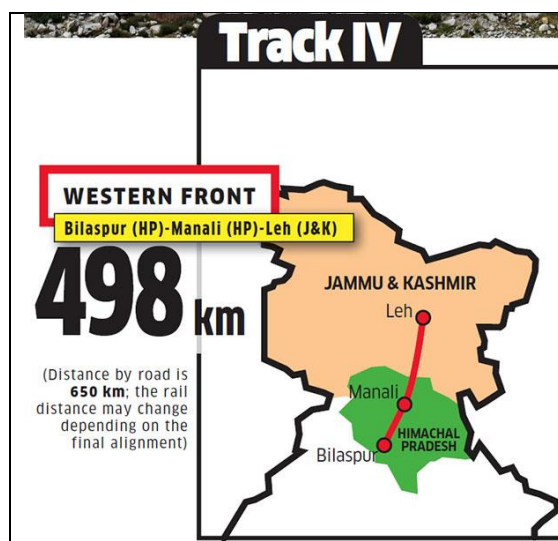 Track IV
WESTERN FRONT
Bilaspur (HP)-Manali (HP)-Leh (J&K)
498 km
(Distance by road is
650 km; the rail
distance may change
depending on the
final alignment)
JAMMU & KASHMIR
Leh
Manali
HIMACHAL
PRADESH
Bilaspur